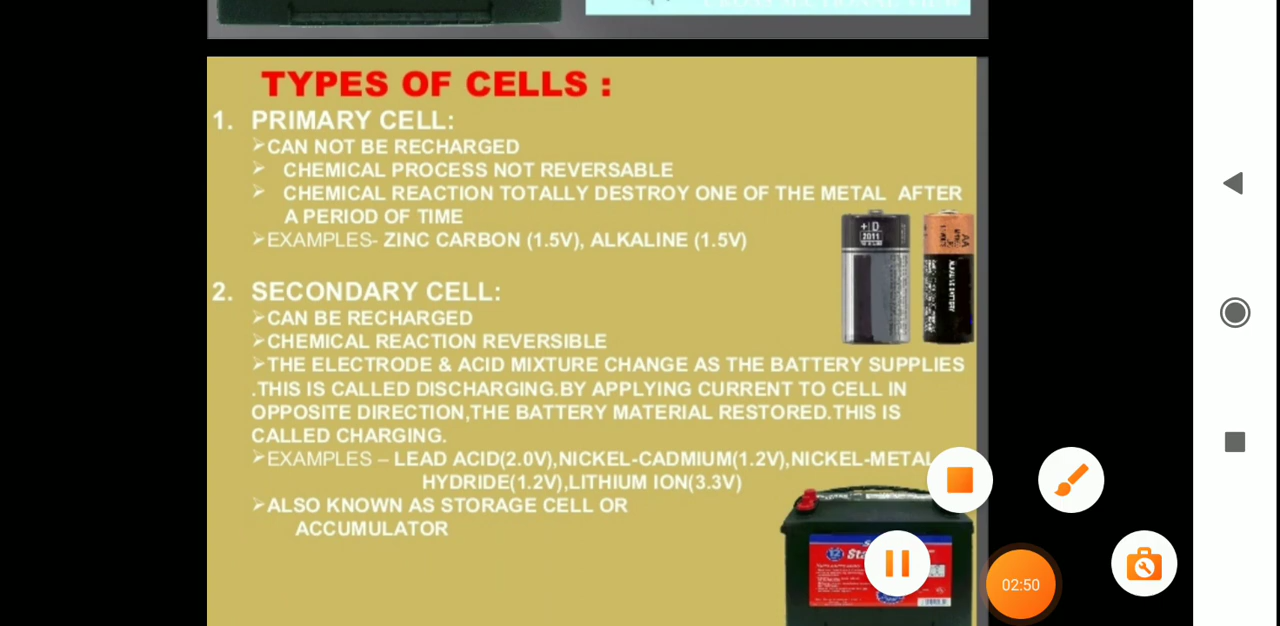 TYPES OF CELLS :
1. PRIMARY CELL:
➢CAN NOT BE RECHARGED
➢ CHEMICAL PROCESS NOT REVERSABLE
➢ CHEMICAL REACTION TOTALLY DESTROY ONE OF THE METAL AFTER
A PERIOD OF TIME
➢EXAMPLES- ZINC CARBON (1.5V), ALKALINE (1.5V)
+ D
2011
AA
2. SECONDARY CELL:
➢CAN BE RECHARGED
➢CHEMICAL REACTION REVERSIBLE
➢THE ELECTRODE & ACID MIXTURE CHANGE AS THE BATTERY SUPPLIES
.THIS IS CALLED DISCHARGING.BY APPLYING CURRENT TO CELL IN
OPPOSITE DIRECTION,THE BATTERY MATERIAL RESTORED.THIS IS
CALLED CHARGING.
➢EXAMPLES – LEAD ACID(2.0V),NICKEL-CADMIUM(1.2V),NICKEL-METAL
HYDRIDE(1.2V),LITHIUM ION(3.3V)
➢ALSO KNOWN AS STORAGE CELL OR
ACCUMULATOR
02:50